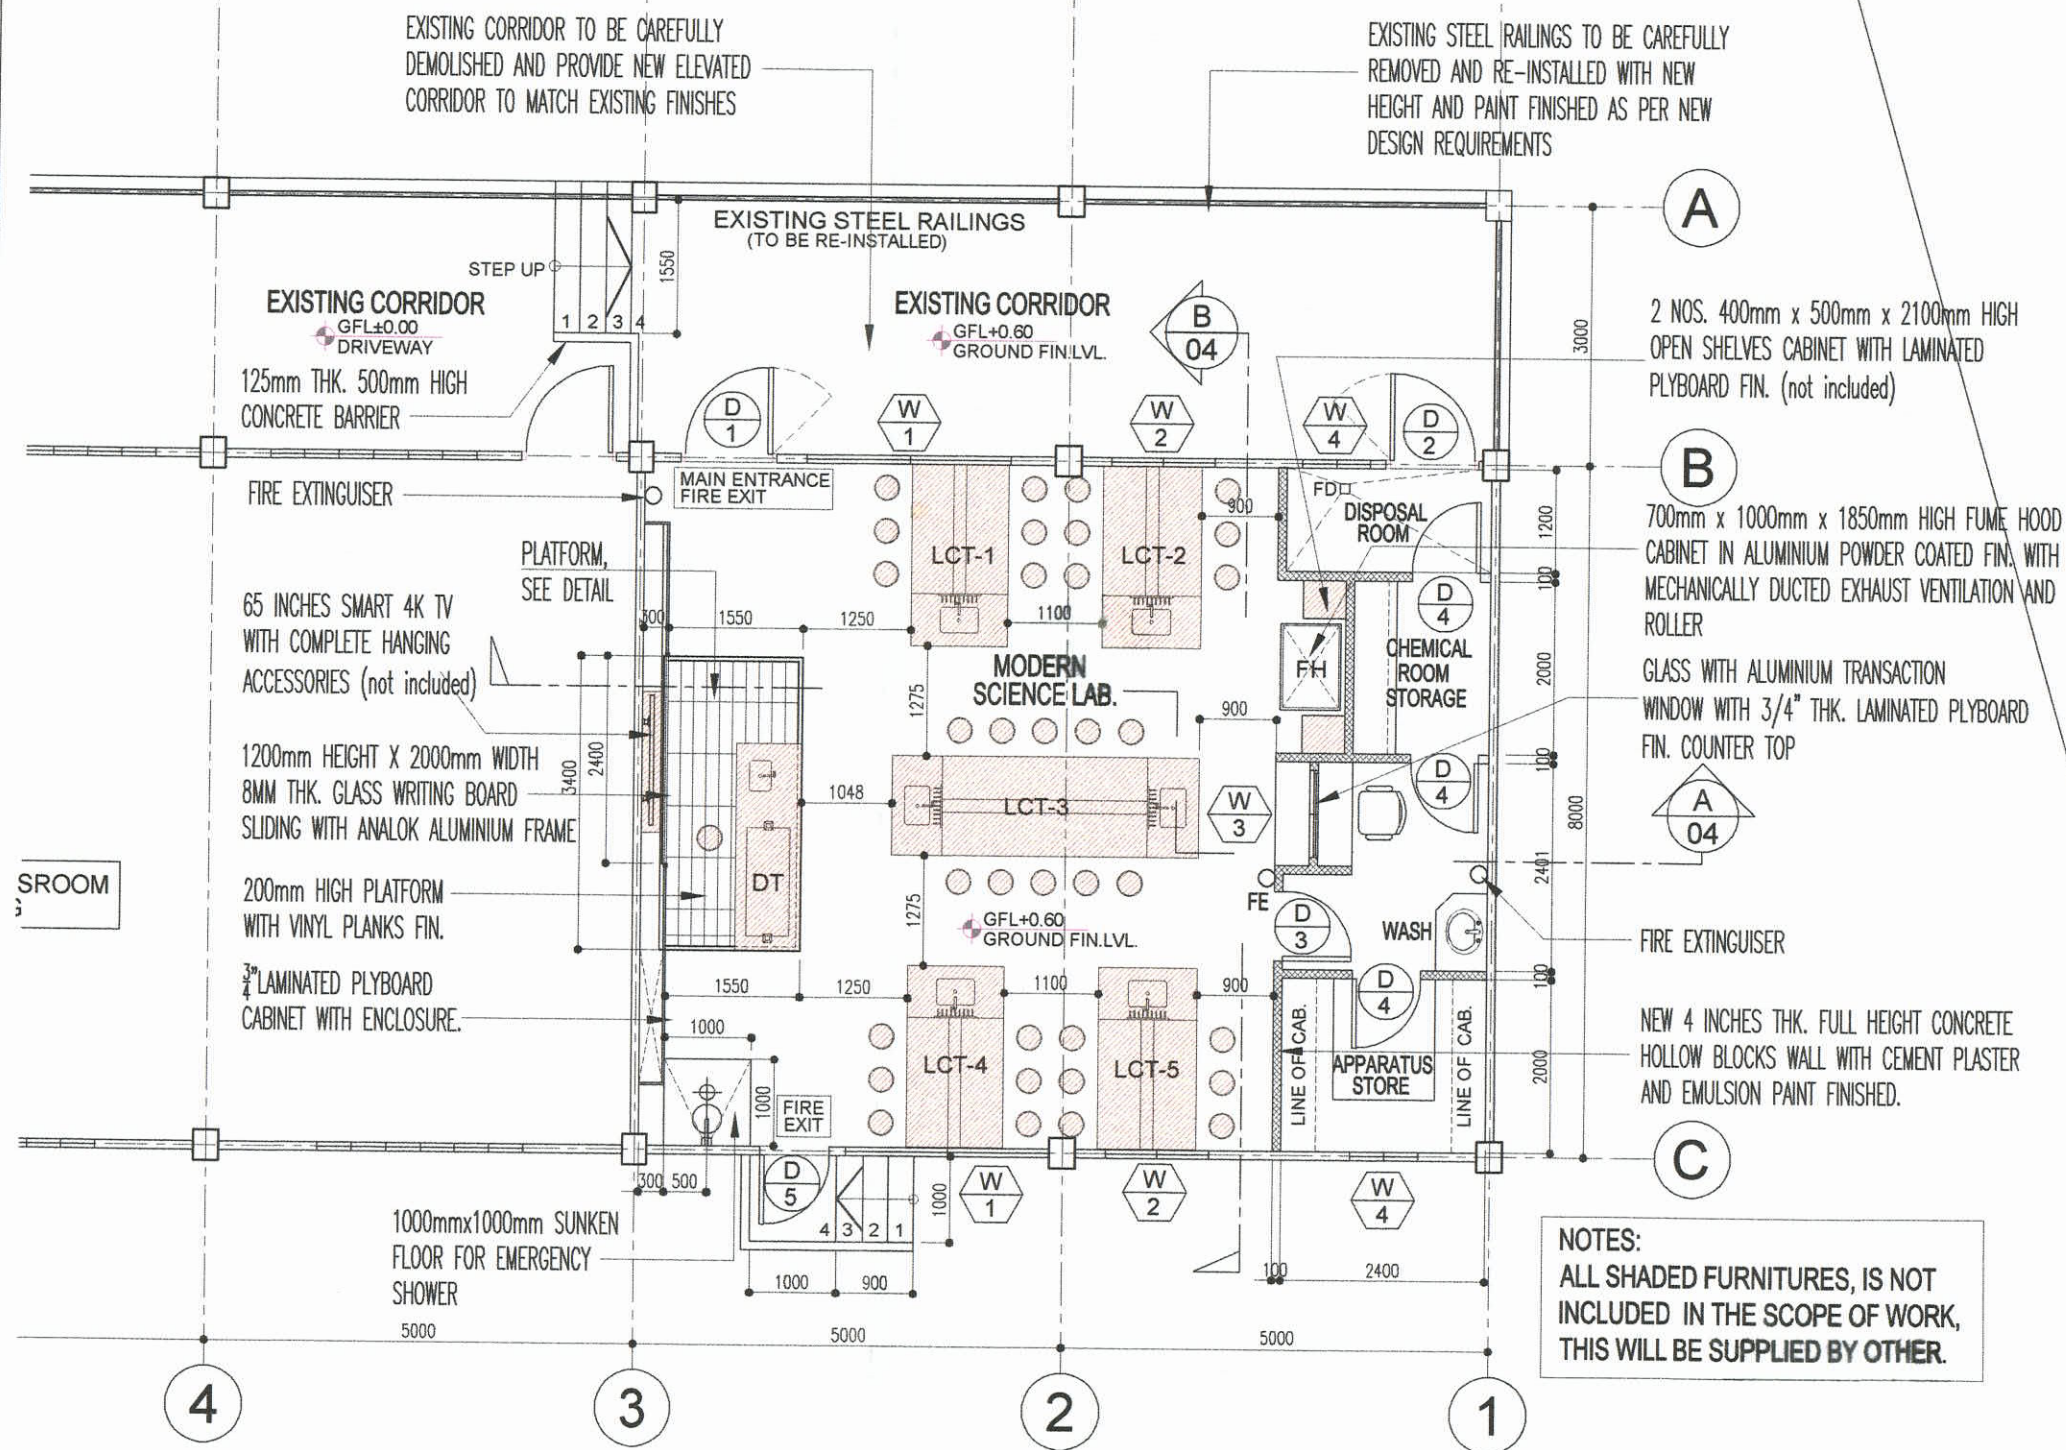 EXISTING CORRIDOR TO BE CAREFULLY
DEMOLISHED AND PROVIDE NEW ELEVATED
CORRIDOR TO MATCH EXISTING FINISHES
EXISTING STEEL RAILINGS TO BE CAREFULLY
REMOVED AND RE-INSTALLED WITH NEW
HEIGHT AND PAINT FINISHED AS PER NEW
DESIGN REQUIREMENTS
A
EXISTING STEEL RAILINGS
(TO BE RE-INSTALLED)
1550
3000
STEP UP
1 2 3 4
EXISTING CORRIDOR
GFL±0.00
DRIVEWAY
EXISTING CORRIDOR
GFL+0.60
GROUND FIN.LVL.
B
04
2 NOS. 400mm x 500mm x 2100mm HIGH
OPEN SHELVES CABINET WITH LAMINATED
PLYBOARD FIN. (not included)
125mm THK. 500mm HIGH
CONCRETE BARRIER
D
1
W
1
W
2
W
4
D
2
B
FIRE EXTINGUISER
MAIN ENTRANCE
FIRE EXIT
900
FD
DISPOSAL
ROOM
1200
700mm x 1000mm x 1850mm HIGH FUME HOOD
CABINET IN ALUMINIUM POWDER COATED FIN. WITH
MECHANICALLY DUCTED EXHAUST VENTILATION AND
ROLLER
LCT-1
LCT-2
PLATFORM,
SEE DETAIL
100
D
4
65 INCHES SMART 4K TV
WITH COMPLETE HANGING
ACCESSORIES (not included)
300
1550
1250
1100
CHEMICAL
ROOM
STORAGE
FH
2000
GLASS WITH ALUMINIUM TRANSACTION
WINDOW WITH 3/4" THK. LAMINATED PLYBOARD
FIN. COUNTER TOP
MODERN
SCIENCE LAB.
1275
900
1200mm HEIGHT X 2000mm WIDTH
8MM THK. GLASS WRITING BOARD
SLIDING WITH ANALOK ALUMINIUM FRAME
3400
2400
1048
LCT-3
W
3
100
D
4
A
04
8000
2401
SROOM
200mm HIGH PLATFORM
WITH VINYL PLANKS FIN.
DT
1275
GFL+0.60
GROUND FIN.LVL.
FE
D
3
WASH
FIRE EXTINGUISER
3/4" LAMINATED PLYBOARD
CABINET WITH ENCLOSURE.
1550
1250
1100
900
100
D
4
1000
1000
LCT-4
LCT-5
LINE OF CAB.
APPARATUS
STORE
LINE OF CAB.
2000
NEW 4 INCHES THK. FULL HEIGHT CONCRETE
HOLLOW BLOCKS WALL WITH CEMENT PLASTER
AND EMULSION PAINT FINISHED.
FIRE
EXIT
C
300 500
D
5
4 3 2 1
1000
W
1
W
2
W
4
1000mmx1000mm SUNKEN
FLOOR FOR EMERGENCY
SHOWER
1000
900
100
2400
NOTES:
ALL SHADED FURNITURES, IS NOT
INCLUDED IN THE SCOPE OF WORK,
THIS WILL BE SUPPLIED BY OTHER.
5000
5000
5000
4
3
2
1